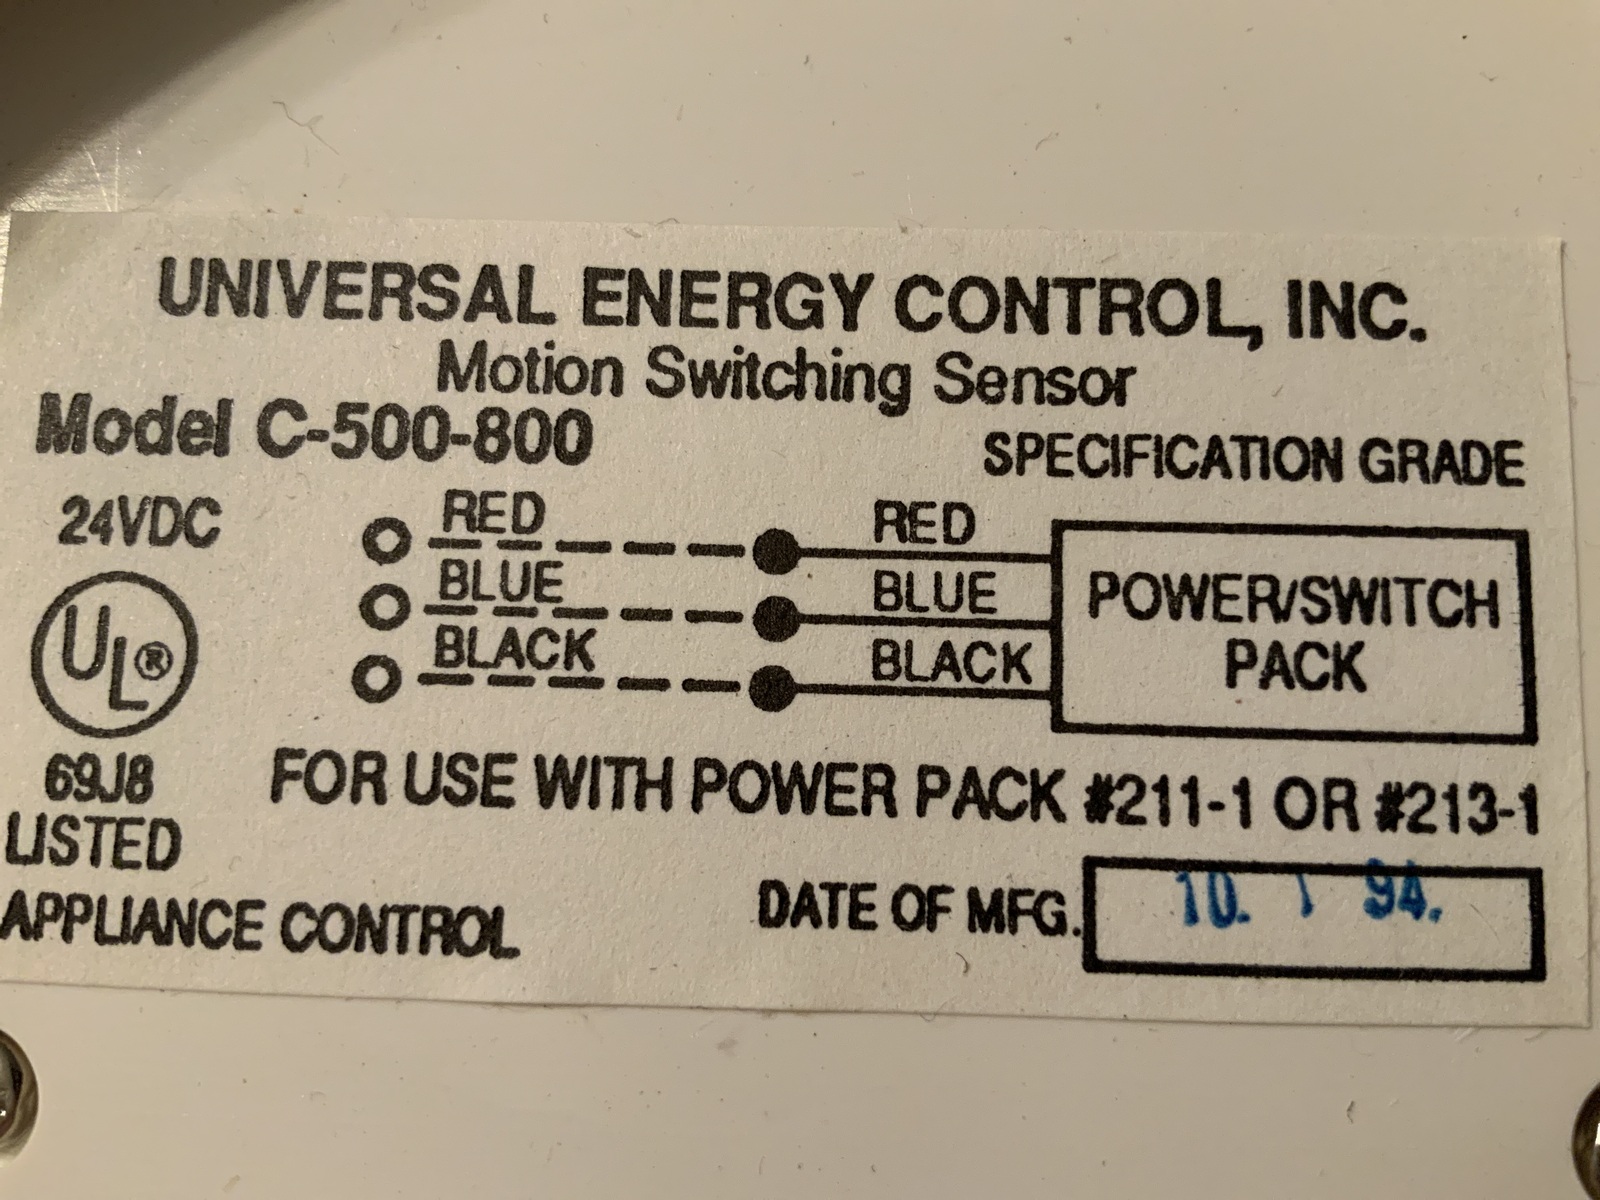 UNIVERSAL ENERGY CONTROL, INC.
Motion Switching Sensor
Model C-500-800
SPECIFICATION GRADE
24VDC
RED RED
BLUE BLUE
BLACK BLACK
POWER/SWITCH
PACK
UL®
69J8
LISTED
APPLIANCE CONTROL
FOR USE WITH POWER PACK #211-1 OR #213-1
DATE OF MFG. 10. 1 94.